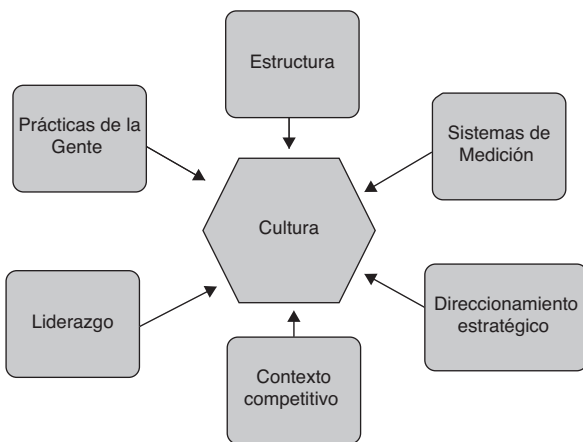 Estructura
Prácticas de la
Gente
Sistemas de
Medición
Cultura
Liderazgo
Direccionamiento
estratégico
Contexto
competitivo